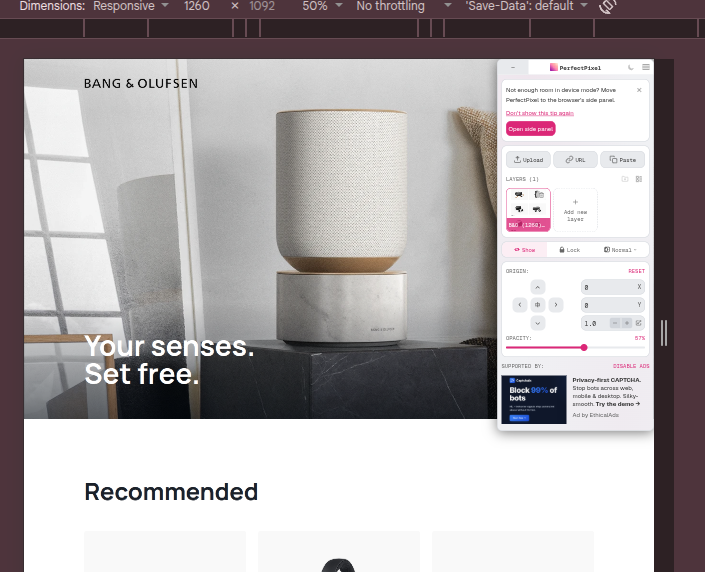 Dimensions: Responsive 1260 × 1092 50% No throttling 'Save-Data': default
BANG & OLUFSEN
Your senses.
Set free.
Recommended
PerfectPixel
Not enough room in device mode? Move
PerfectPixel to the browser's side panel.
Don't show this tip again
Open side panel
Upload URL Paste
LAYERS (1)
B&O (1260)…
Add new
layer
Show Lock Normal
ORIGIN: RESET
0 X
0 Y
1.0
OPACITY: 57%
SUPPORTED BY: DISABLE ADS
Block 99% of
bots
Privacy-first CAPTCHA.
Stop bots across web,
mobile & desktop. Silky-
smooth. Try the demo →
Ad by EthicalAds